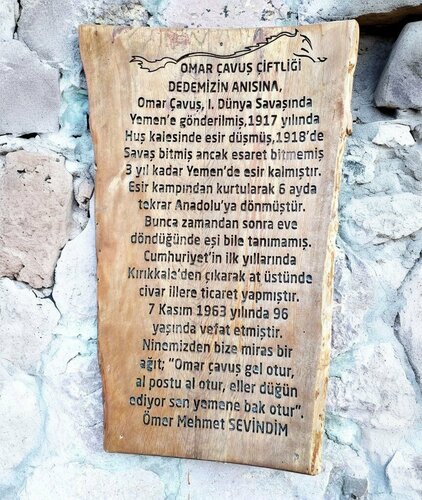 OMAR ÇAVUŞ ÇİFTLİĞİ
DEDEMİZİN ANISINA,
Omar Çavuş, I. Dünya Savaşında
Yemen'e gönderilmiş,1917 yılında
Huş kalesinde esir düşmüş,1918'de
Savaş bitmiş ancak esaret bitmemiş
3 yıl kadar Yemen'de esir kalmıştır.
Esir kampından kurtularak 6 ayda
tekrar Anadolu'ya dönmüştür.
Bunca zamandan sonra eve
döndüğünde eşi bile tanımamış.
Cumhuriyet'in ilk yıllarında
Kırıkkale'den çıkarak at üstünde
civar illere ticaret yapmıştır.
7 Kasım 1963 yılında 96
yaşında vefat etmiştir.
Ninemizden bize miras bir
ağıt; "Omar çavuş gel otur,
al postu al otur, eller düğün
ediyor sen yemene bak otur".
Ömer Mehmet SEVİNDİM